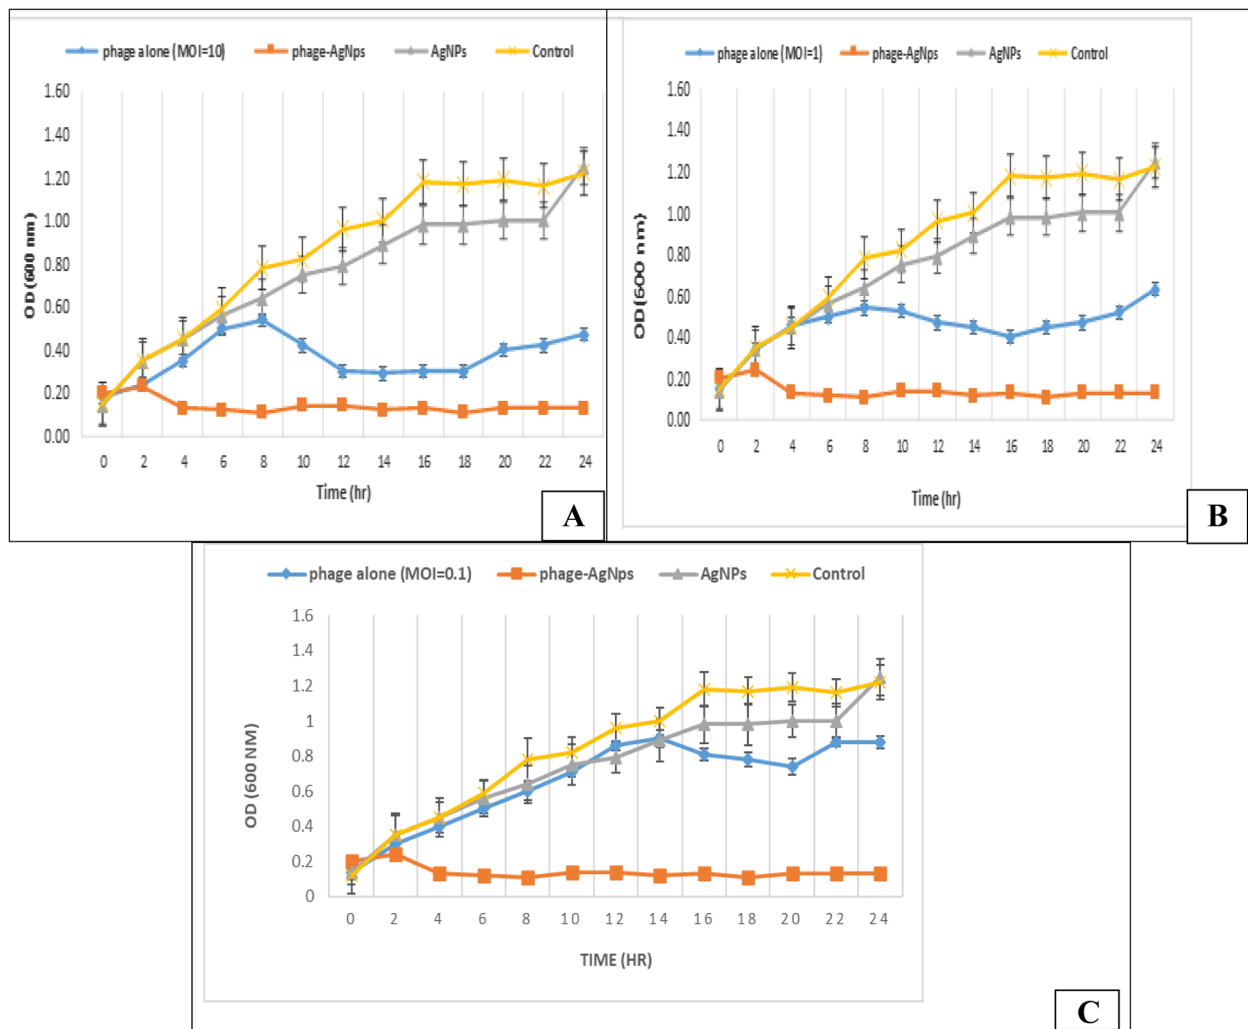 phage alone (MOI=10) phage-AgNps AgNPs Control
1.60
1.40
1.20
1.00
0.80
0.60
0.40
0.20
0.00
OD(600 nm)
0 2 4 6 8 10 12 14 16 18 20 22 24
Time (hr)
A
phage alone (MOI=1) phage-AgNps AgNPs Control
1.60
1.40
1.20
1.00
0.80
0.60
0.40
0.20
0.00
OD(600 nm)
0 2 4 6 8 10 12 14 16 18 20 22 24
Time (hr)
B
phage alone (MOI=0.1) phage-AgNps AgNPs Control
1.6
1.4
1.2
1
0.8
0.6
0.4
0.2
0
OD (600 NM)
0 2 4 6 8 10 12 14 16 18 20 22 24
TIME (HR)
C